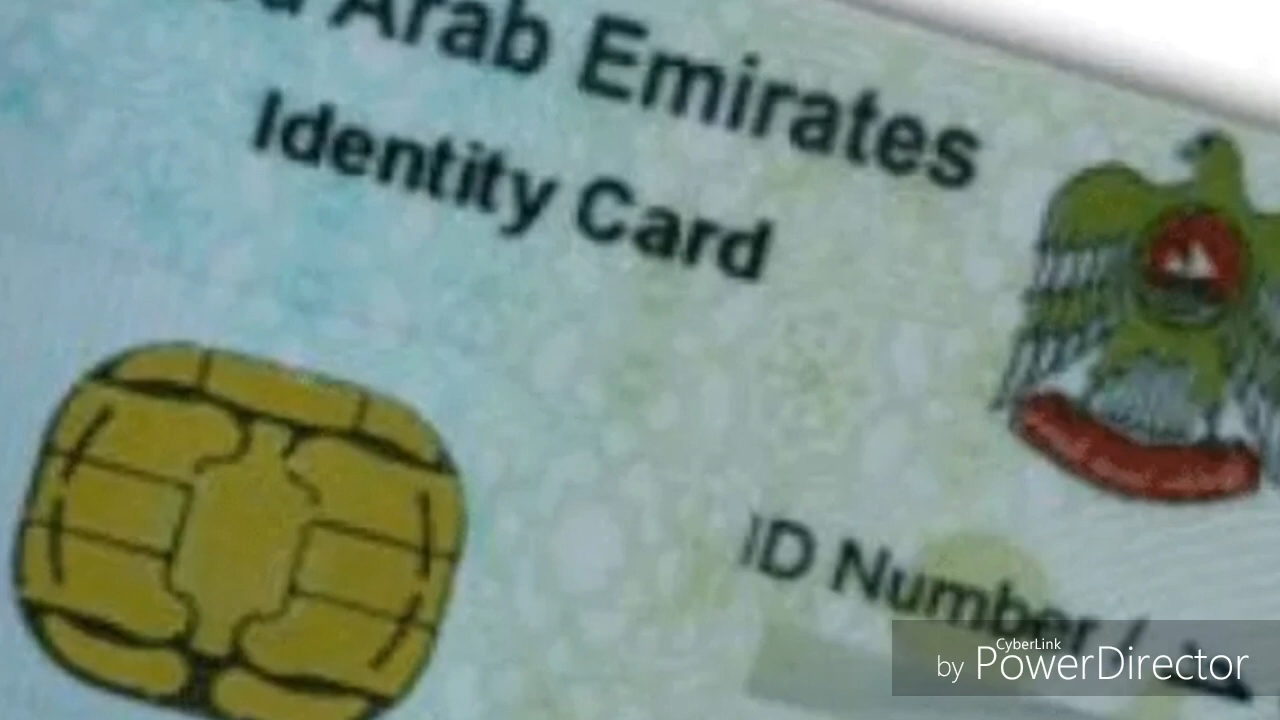 Arab Emirates
Identity Card
ID Number /
CyberLink
by PowerDirector